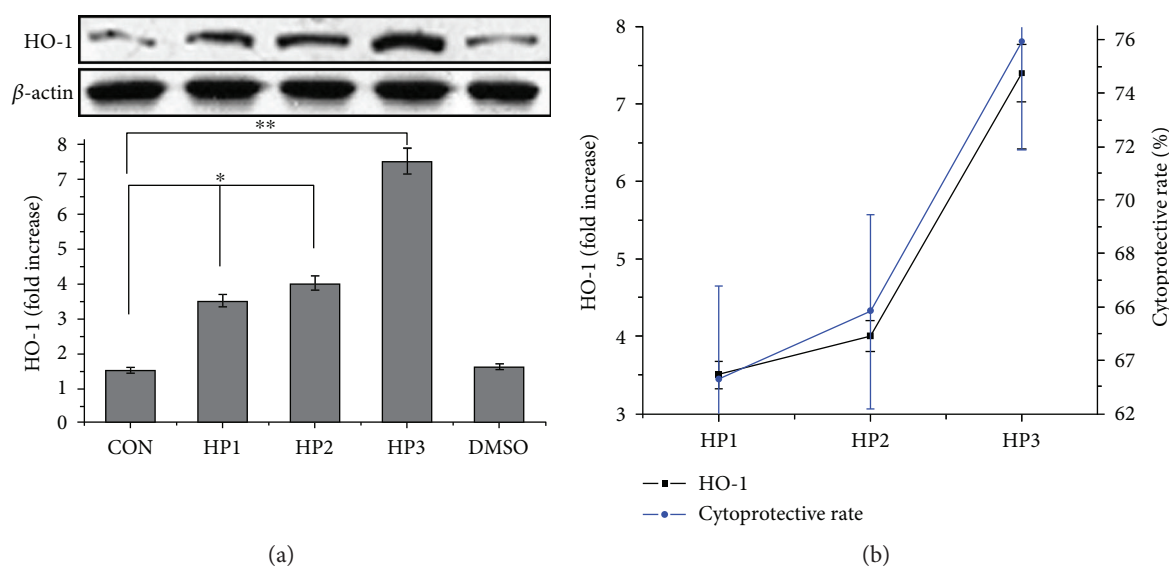 HO-1
β-actin
**
*
8
7
6
5
4
3
2
1
0
HO-1 (fold increase)
CON HP1 HP2 HP3 DMSO
(a)
8
7
6
5
4
3
HO-1 (fold increase)
76
74
72
70
68
66
67
62
Cytoprotective rate (%)
HP1 HP2 HP3
HO-1
Cytoprotective rate
(b)